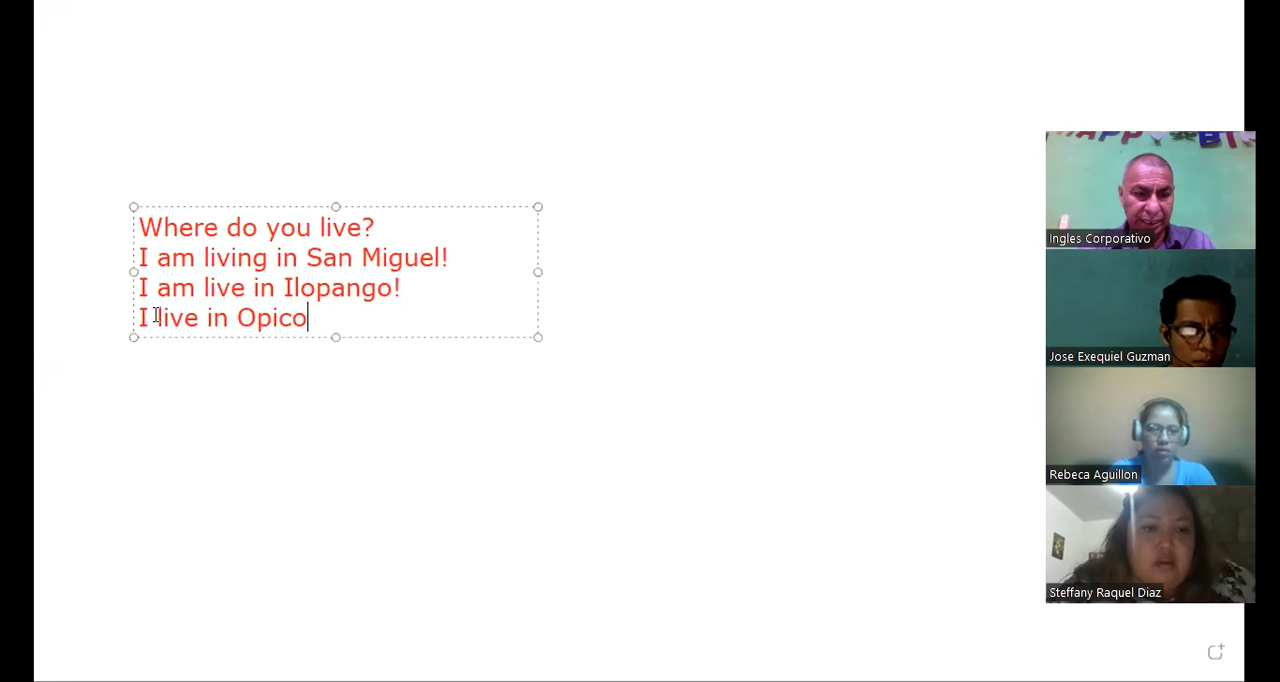 Where do you live?
I am living in San Miguel!
I am live in Ilopango!
I live in Opico
Ingles Corporativo
Jose Exequiel Guzman
Rebeca Aguillon
Steffany Raquel Diaz